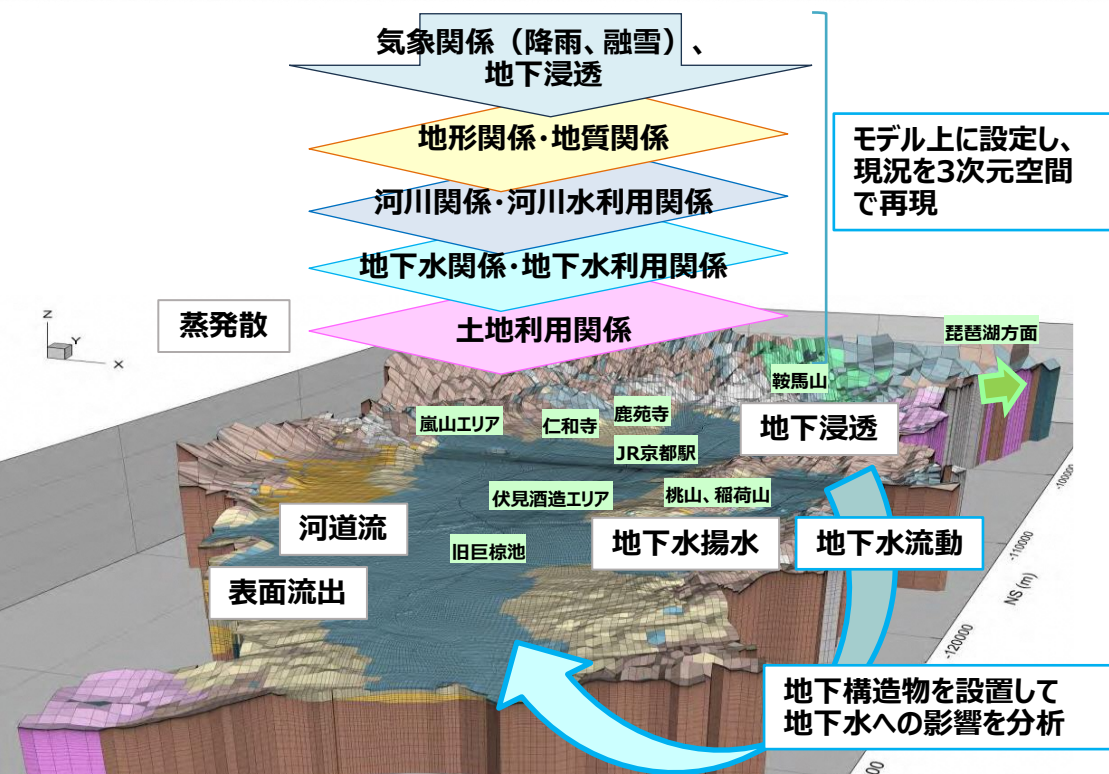 気象関係（降雨、融雪）、
地下浸透
地形関係・地質関係
河川関係・河川水利用関係
地下水関係・地下水利用関係
土地利用関係
モデル上に設定し、
現況を3次元空間
で再現
蒸発散
Z
Y
X
琵琶湖方面
鞍馬山
嵐山エリア
仁和寺
鹿苑寺
地下浸透
JR京都駅
伏見酒造エリア
桃山、稲荷山
河道流
旧巨椋池
地下水揚水
地下水流動
表面流出
-100000
-110000
NS (m)
-120000
地下構造物を設置して
地下水への影響を分析